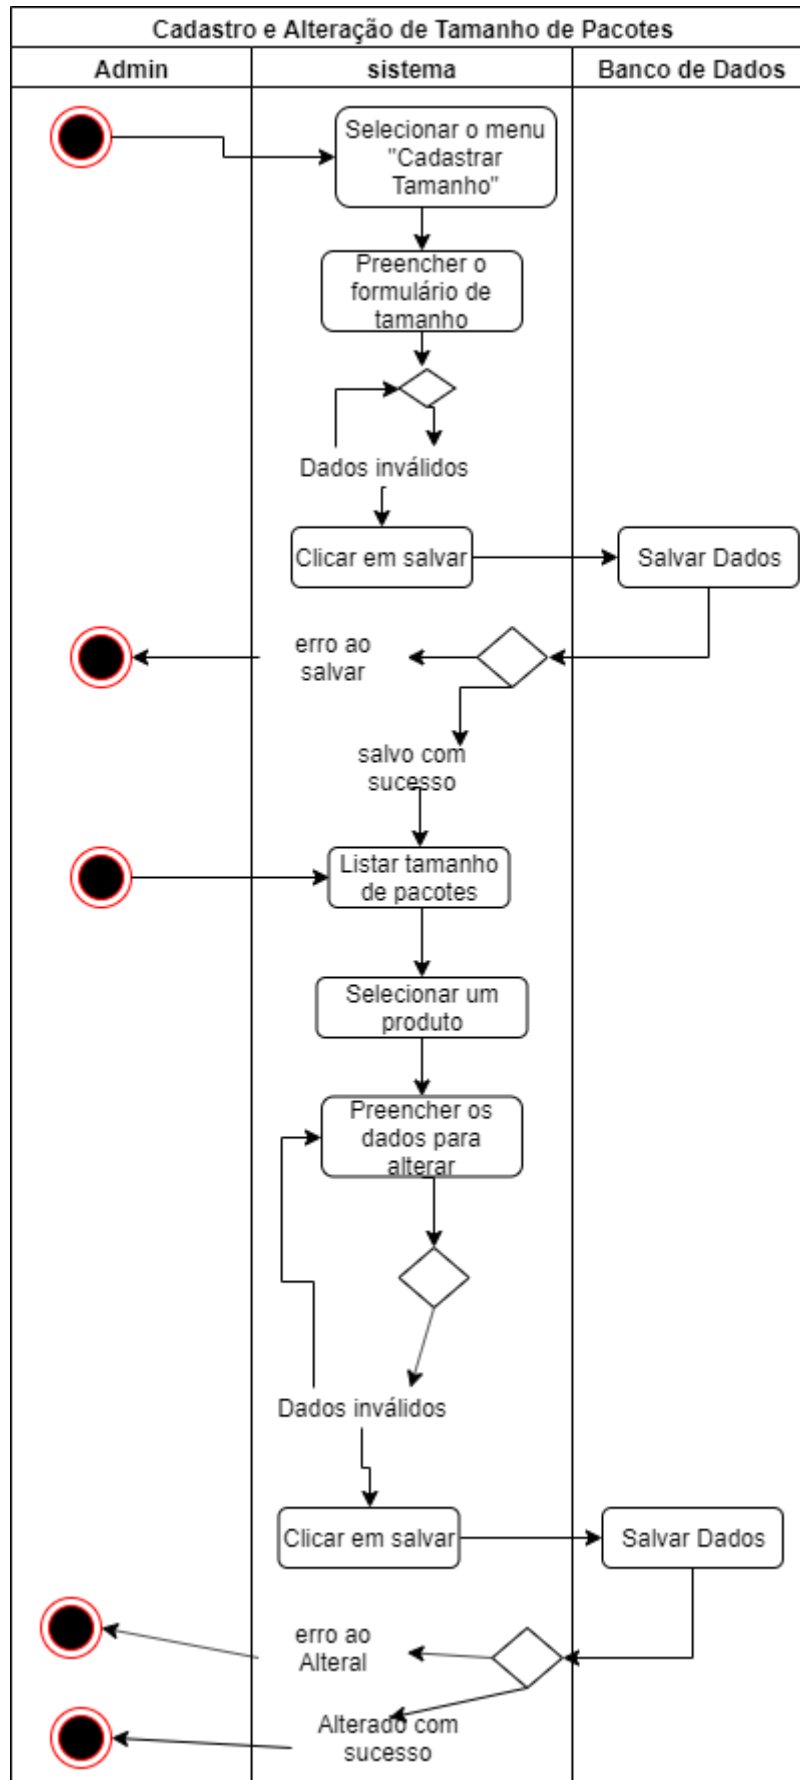 Cadastro e Alteração de Tamanho de Pacotes
Admin
sistema
Banco de Dados
Selecionar o menu
"Cadastrar
Tamanho"
Preencher o
formulário de
tamanho
Dados inválidos
Clicar em salvar
Salvar Dados
erro ao
salvar
salvo com
sucesso
Listar tamanho
de pacotes
Selecionar um
produto
Preencher os
dados para
alterar
Dados inválidos
Clicar em salvar
Salvar Dados
erro ao
Alteral
Alterado com
sucesso